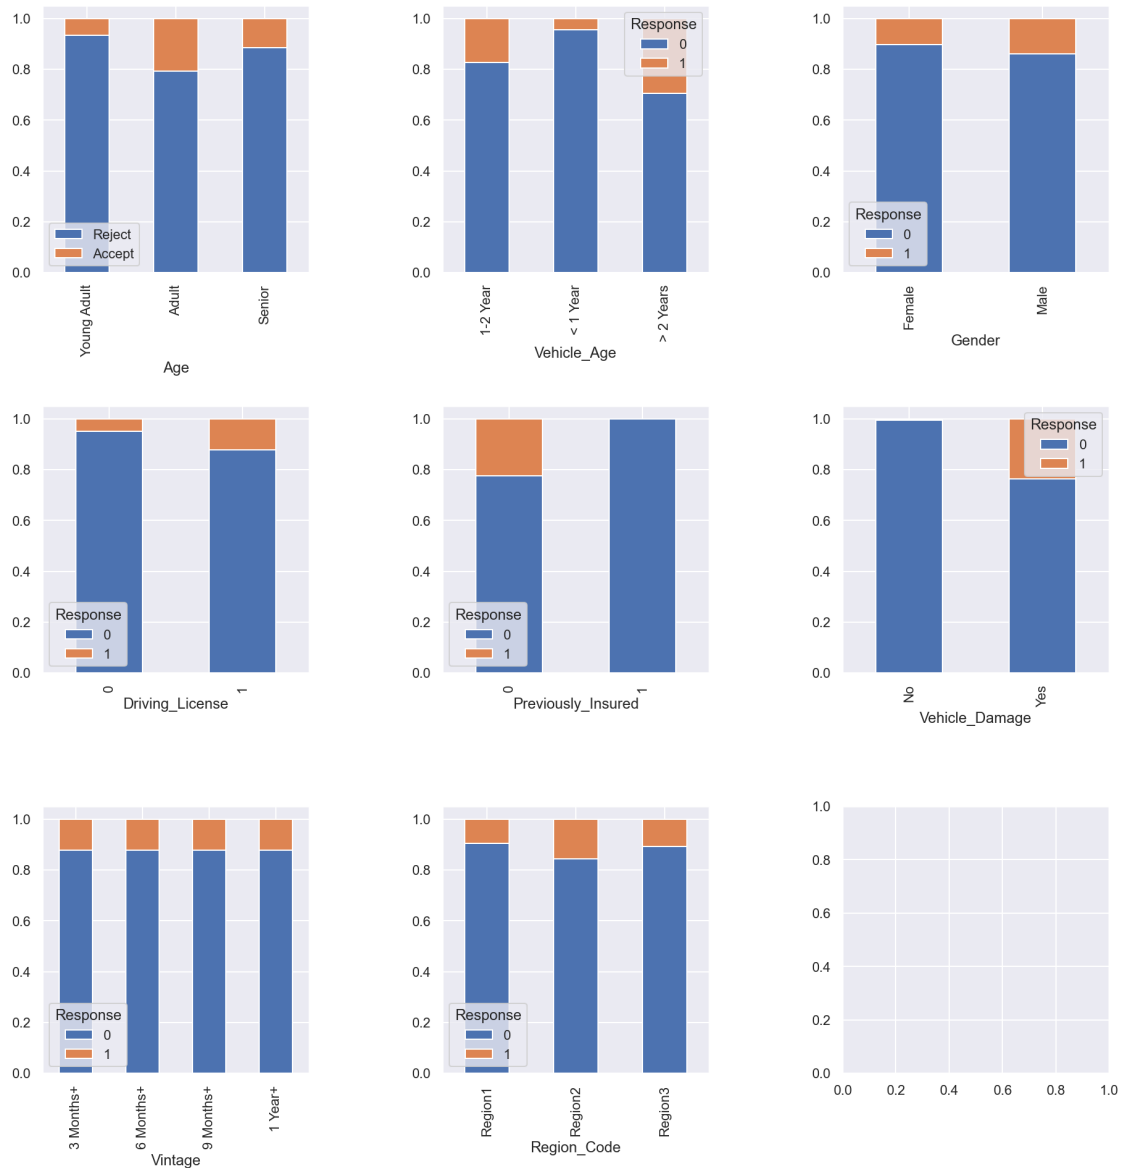 1.0
0.8
0.6
0.4
0.2
0.0
Reject
Accept
Young Adult
Adult
Senior
Age
1.0
0.8
0.6
0.4
0.2
0.0
Response
0
1
1-2 Year
< 1 Year
> 2 Years
Vehicle_Age
1.0
0.8
0.6
0.4
0.2
0.0
Response
0
1
Female
Male
Gender
1.0
0.8
0.6
0.4
0.2
0.0
Response
0
1
0
1
Driving_License
1.0
0.8
0.6
0.4
0.2
0.0
Response
0
1
0
1
Previously_Insured
1.0
0.8
0.6
0.4
0.2
0.0
Response
0
1
No
Yes
Vehicle_Damage
1.0
0.8
0.6
0.4
0.2
0.0
Response
0
1
3 Months+
6 Months+
9 Months+
1 Year+
Vintage
1.0
0.8
0.6
0.4
0.2
0.0
Response
0
1
Region1
Region2
Region3
Region_Code
1.0
0.8
0.6
0.4
0.2
0.0
0.0 0.2 0.4 0.6 0.8 1.0